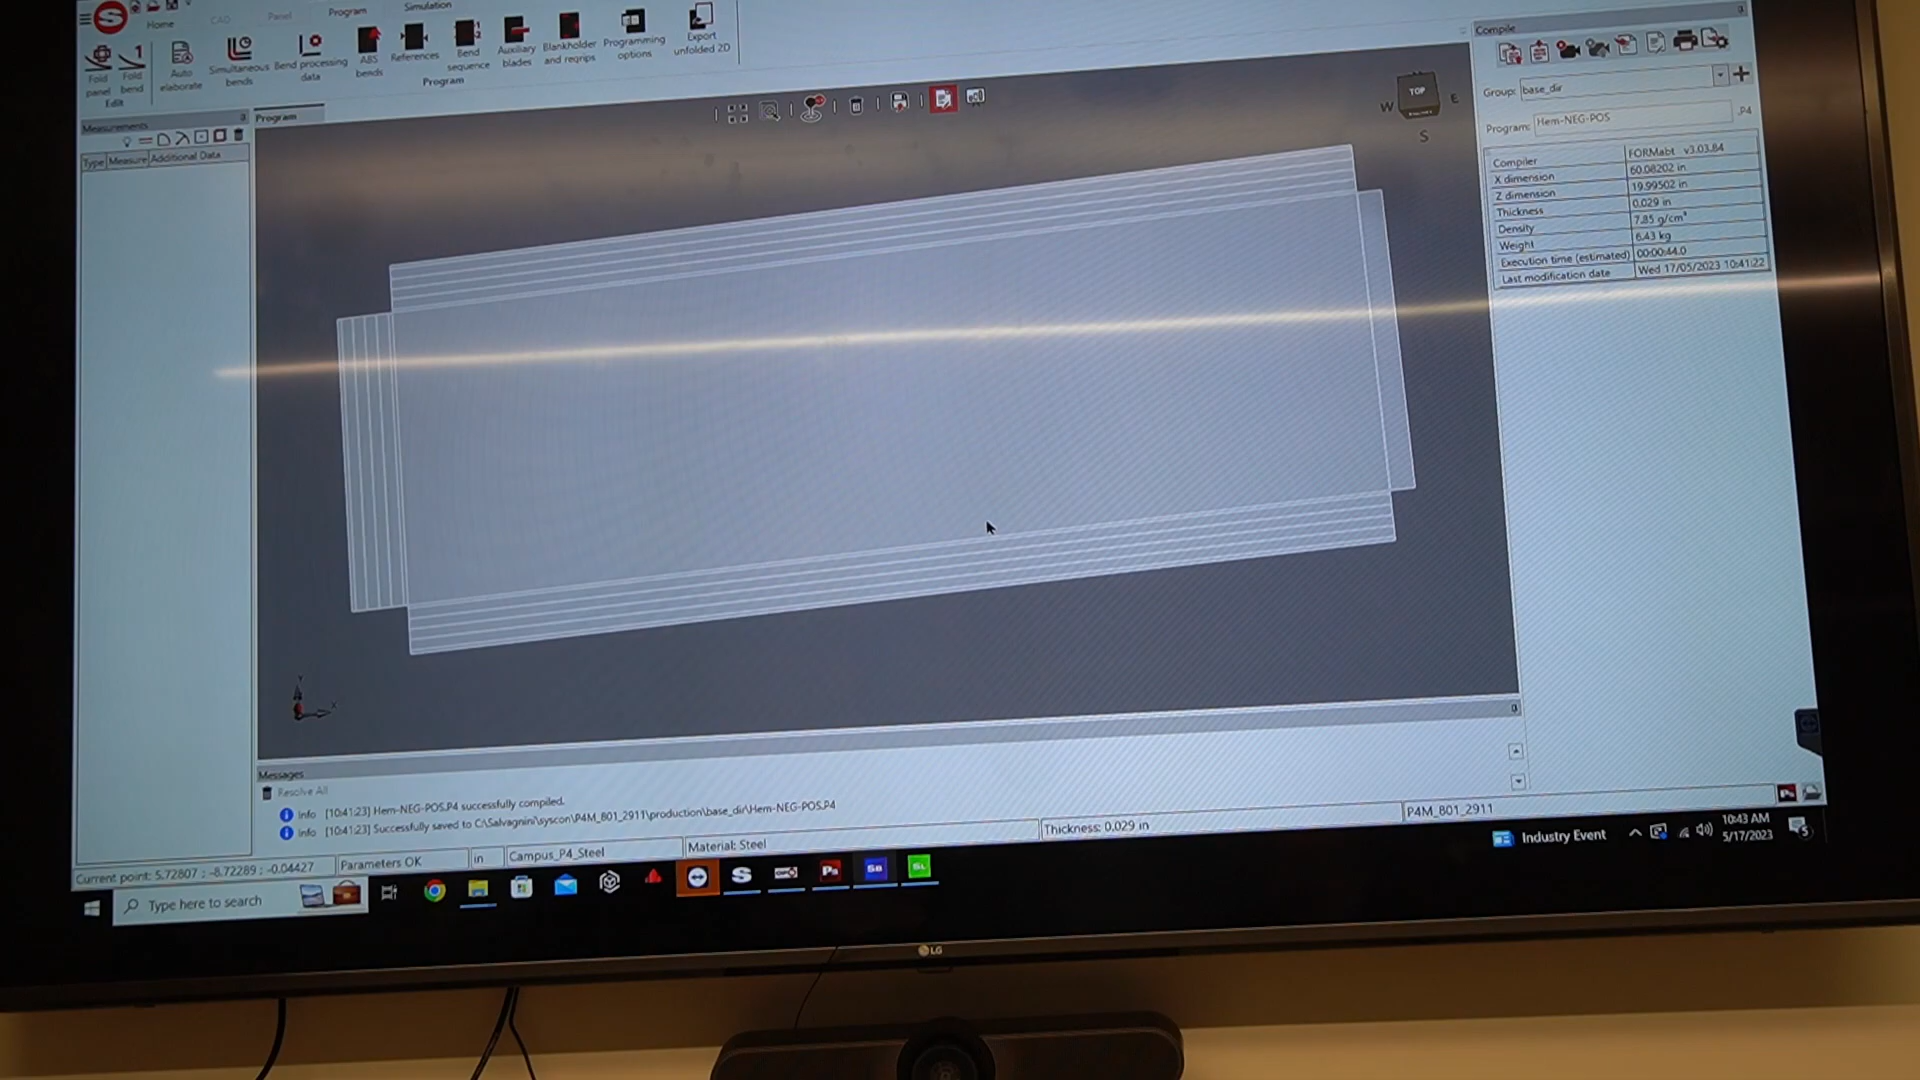 Home
CAD
Panel
Program
Simulation
Fold panel
Fold bend
Auto elaborate
Simultaneous bends
Bend processing data
ABS bends
References
Bend sequence
Auxiliary blades
Blankholder and regrips
Programming options
Export unfolded 2D
Edit
Program
Measurements
Type Measure Additional Data
Program
TOP
W
E
S
Compile
Group: base_dir
Program: Hem-NEG-POS .P4
Compiler FORMabt v3.03.84
X dimension 60.08202 in
Z dimension 19.99502 in
Thickness 0.029 in
Density 7.85 g/cm³
Weight 6.43 kg
Execution time (estimated) 00:00:44.0
Last modification date Wed 17/05/2023 10:41:22
Y
X
Messages
Resolve All
Info [10:41:23] Hem-NEG-POS.P4 successfully compiled.
Info [10:41:23] Successfully saved to C:\Salvagnini\syscon\P4M_801_2911\production\base_dir\Hem-NEG-POS.P4
Current point: 5.72807 : -8.72289 : -0.04427
Parameters OK
in
Campus_P4_Steel
Material: Steel
Thickness: 0.029 in
P4M_801_2911
Type here to search
Industry Event
10:43 AM
5/17/2023
LG